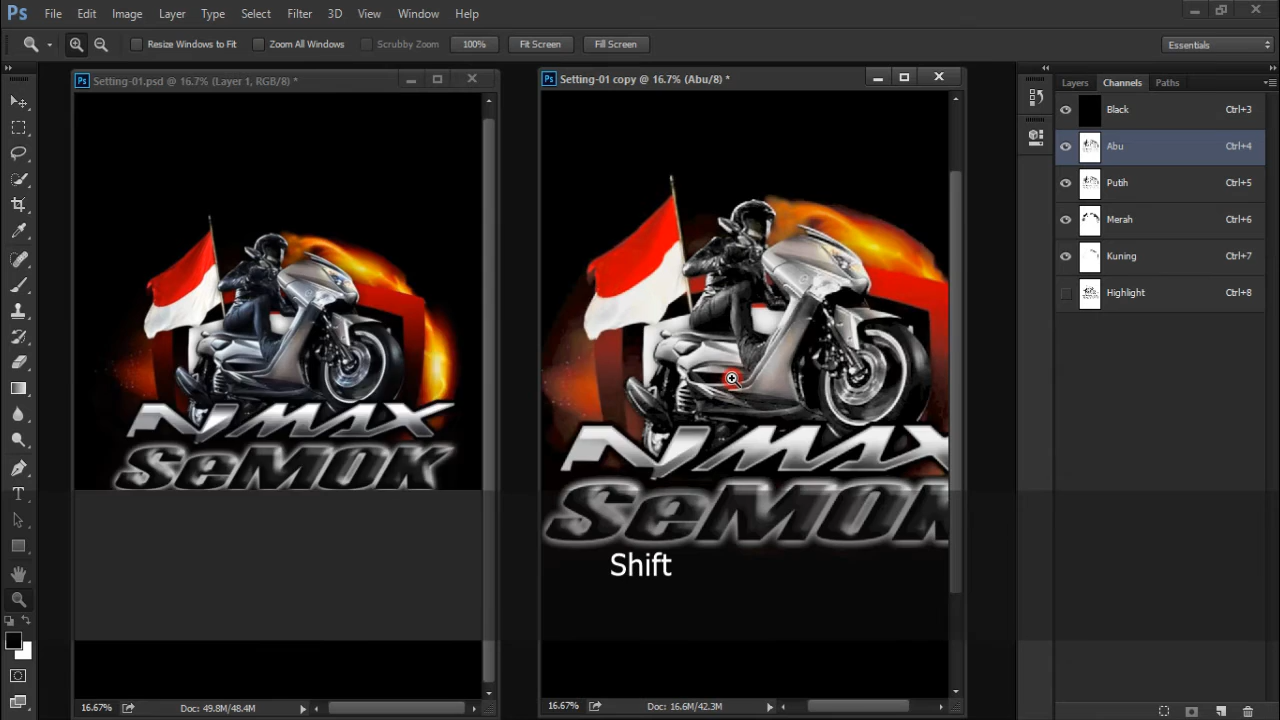 Ps File Edit Image Layer Type Select Filter 3D View Window Help
Resize Windows to Fit Zoom All Windows Scrubby Zoom 100% Fit Screen Fill Screen Essentials
Ps Setting-01.psd @ 16.7% (Layer 1, RGB/8) *
Ps Setting-01 copy @ 16.7% (Abu/8) *
Layers Channels Paths
Black Ctrl+3
Abu Ctrl+4
Putih Ctrl+5
Merah Ctrl+6
Kuning Ctrl+7
Highlight Ctrl+8
NMAX
SeMOK
NMAX
SeMOK
Shift
16.67% Doc: 49.8M/48.4M
16.67% Doc: 16.6M/42.3M